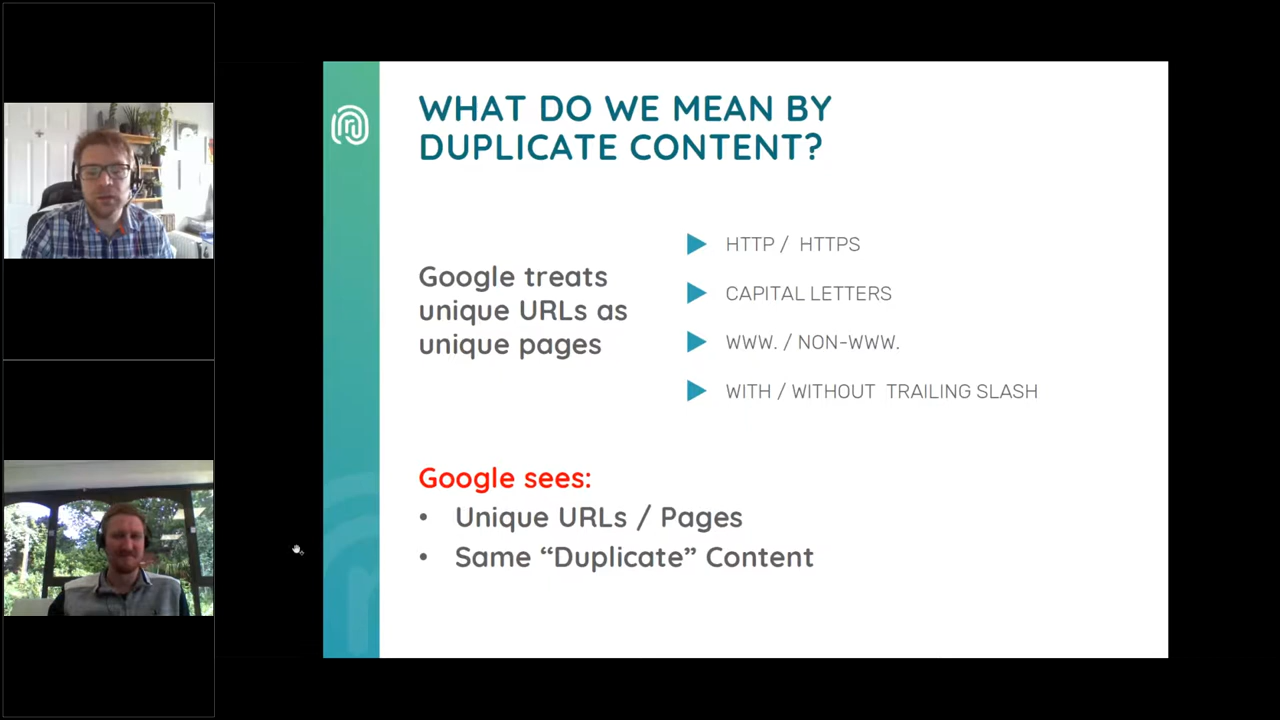 WHAT DO WE MEAN BY
DUPLICATE CONTENT?
Google treats
unique URLs as
unique pages
HTTP / HTTPS
CAPITAL LETTERS
WWW. / NON-WWW.
WITH / WITHOUT TRAILING SLASH
Google sees:
• Unique URLs / Pages
• Same “Duplicate” Content